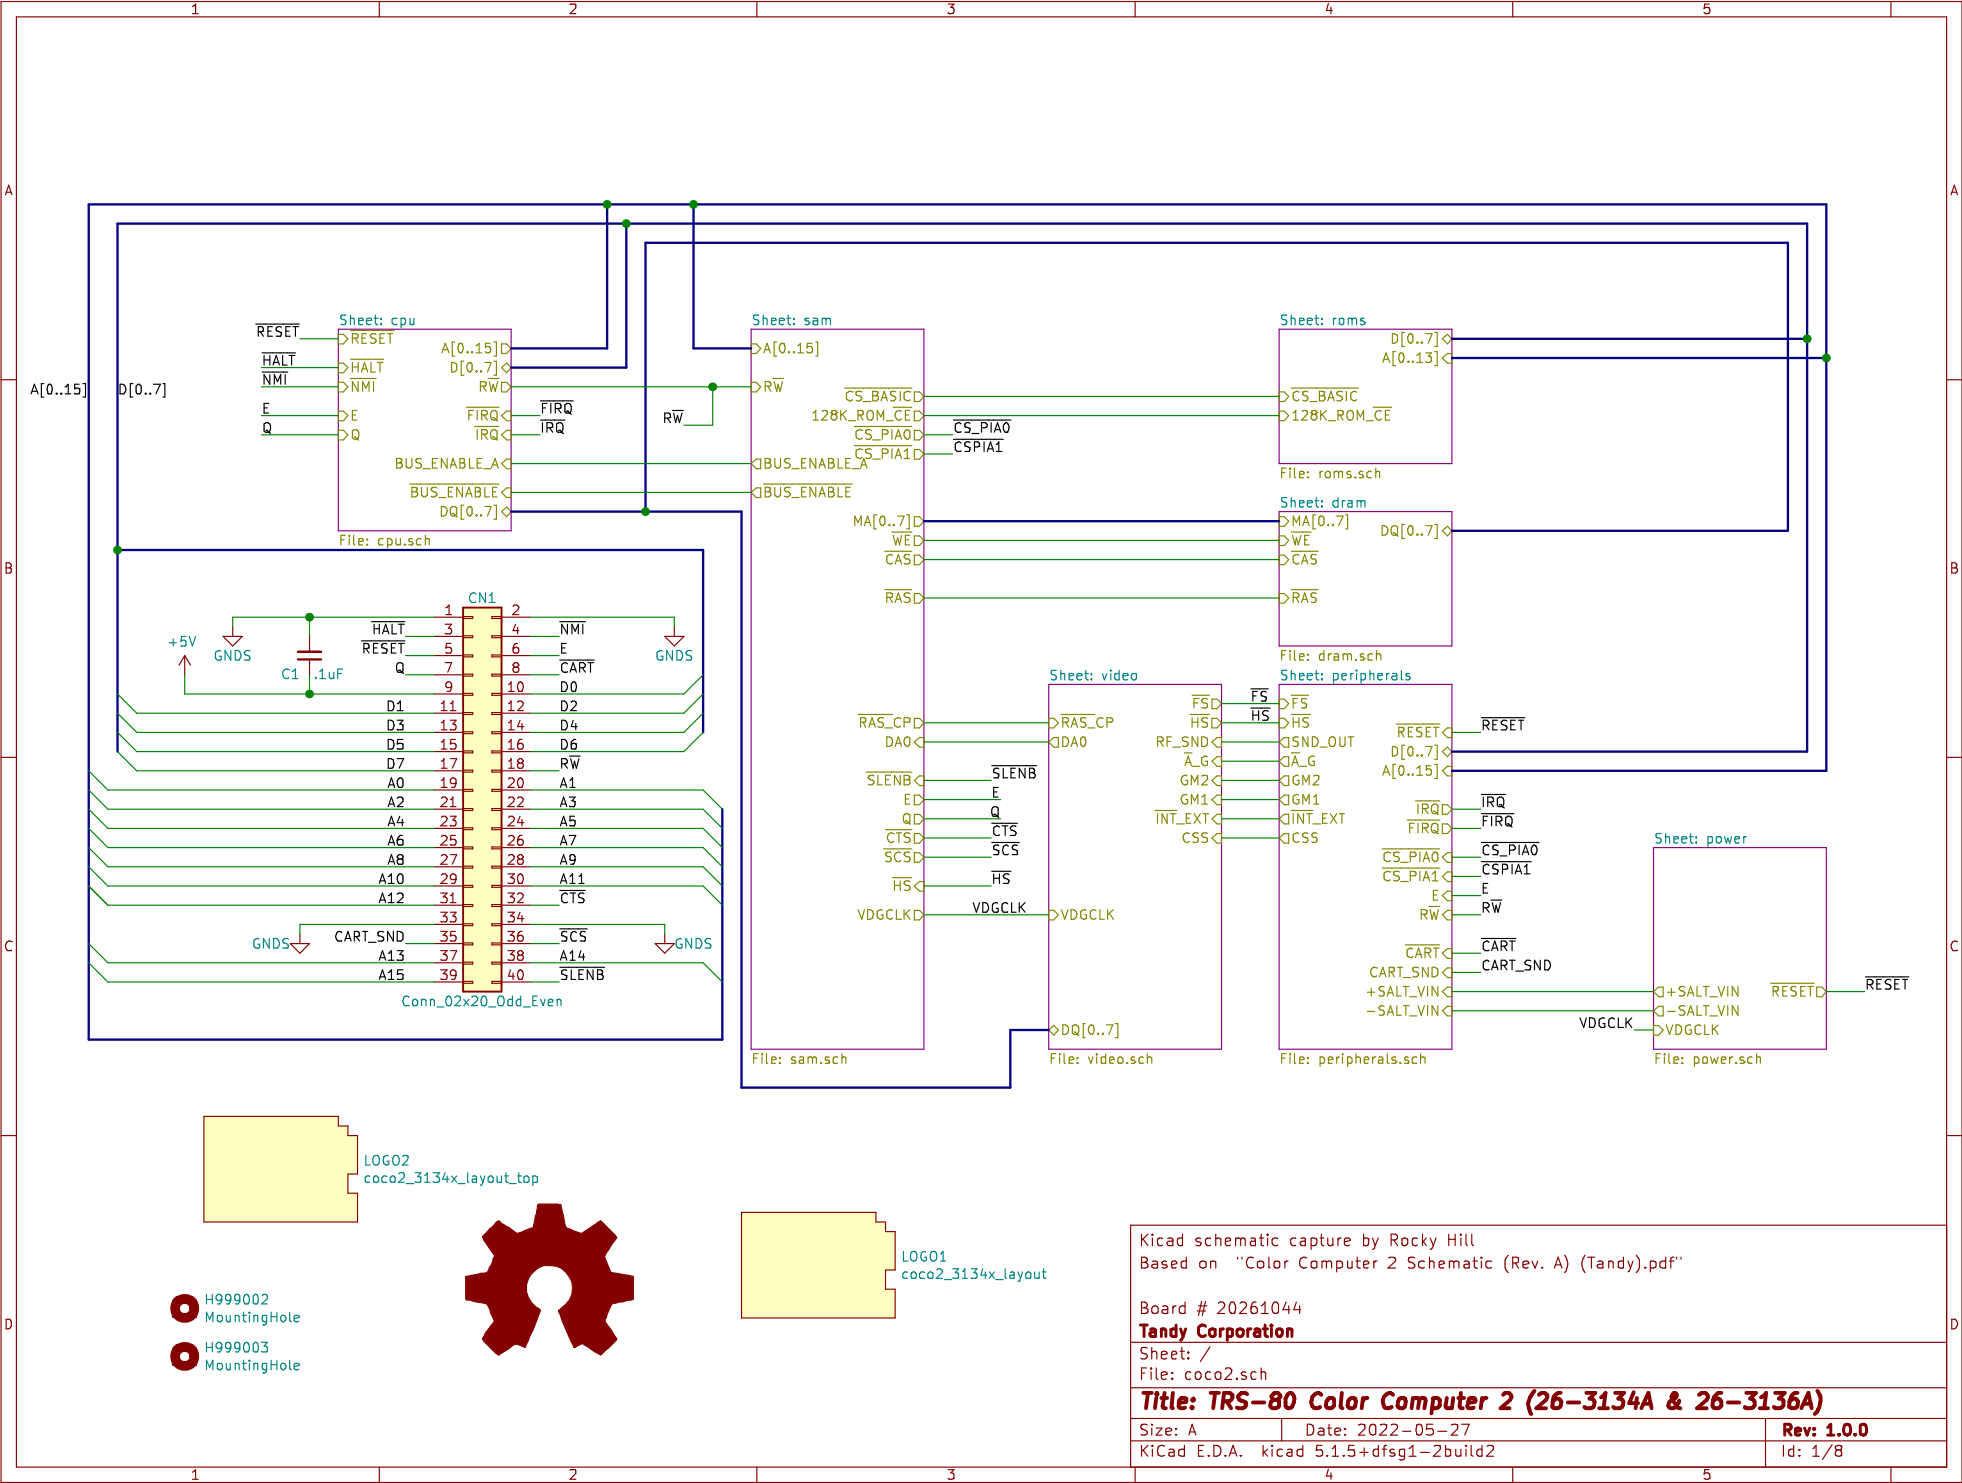 1 2 3 4 5
A
B
C
D
A
B
C
D
A[0..15]
D[0..7]
Sheet: cpu
RESET
RESET
HALT
HALT
NMI
NMI
E
E
Q
Q
A[0..15]
D[0..7]
RW
FIRQ
FIRQ
IRQ
IRQ
BUS_ENABLE_A
BUS_ENABLE
DQ[0..7]
File: cpu.sch
RW
Sheet: sam
A[0..15]
RW
CS_BASIC
128K_ROM_CE
CS_PIA0
CS_PIA0
CS_PIA1
CSPIA1
BUS_ENABLE_A
BUS_ENABLE
MA[0..7]
WE
CAS
RAS
RAS_CP
DA0
SLENB
SLENB
E
E
Q
Q
CTS
CTS
SCS
SCS
HS
HS
VDGCLK
VDGCLK
File: sam.sch
Sheet: roms
D[0..7]
A[0..13]
CS_BASIC
128K_ROM_CE
File: roms.sch
Sheet: dram
MA[0..7]
DQ[0..7]
WE
CAS
RAS
File: dram.sch
Sheet: video
RAS_CP
DA0
FS
HS
RF_SND
A_G
GM2
GM1
INT_EXT
CSS
VDGCLK
DQ[0..7]
File: video.sch
FS
HS
Sheet: peripherals
FS
HS
SND_OUT
A_G
GM2
GM1
INT_EXT
CSS
RESET
RESET
D[0..7]
A[0..15]
IRQ
IRQ
FIRQ
FIRQ
CS_PIA0
CS_PIA0
CS_PIA1
CSPIA1
E
E
RW
RW
CART
CART
CART_SND
CART_SND
+SALT_VIN
-SALT_VIN
File: peripherals.sch
Sheet: power
+SALT_VIN
-SALT_VIN
VDGCLK
VDGCLK
RESET
RESET
File: power.sch
CN1
+5V
GNDS
C1 .1uF
GNDS
1 2
HALT 3 4 NMI
RESET 5 6 E
Q 7 8 CART
9 10 D0
D1 11 12 D2
D3 13 14 D4
D5 15 16 D6
D7 17 18 RW
A0 19 20 A1
A2 21 22 A3
A4 23 24 A5
A6 25 26 A7
A8 27 28 A9
A10 29 30 A11
A12 31 32 CTS
33 34
GNDS CART_SND 35 36 SCS GNDS
A13 37 38 A14
A15 39 40 SLENB
Conn_02x20_Odd_Even
LOGO2
coco2_3134x_layout_top
LOGO1
coco2_3134x_layout
H999002
MountingHole
H999003
MountingHole
Kicad schematic capture by Rocky Hill
Based on "Color Computer 2 Schematic (Rev. A) (Tandy).pdf"
Board # 20261044
Tandy Corporation
Sheet: /
File: coco2.sch
Title: TRS-80 Color Computer 2 (26-3134A & 26-3136A)
Size: A Date: 2022-05-27 Rev: 1.0.0
KiCad E.D.A. kicad 5.1.5+dfsg1-2build2 Id: 1/8
1 2 3 4 5